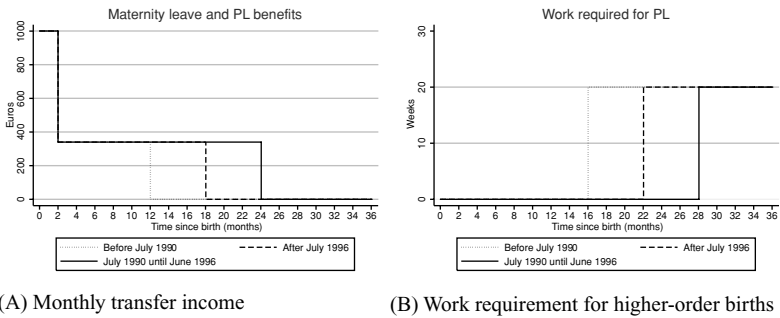 Maternity leave and PL benefits
Euros
1000
800
600
400
200
0
0 2 4 6 8 10 12 14 16 18 20 22 24 26 28 30 32 34 36
Time since birth (months)
Before July 1990 After July 1996
July 1990 until June 1996
(A) Monthly transfer income
Work required for PL
Weeks
30
20
10
0
0 2 4 6 8 10 12 14 16 18 20 22 24 26 28 30 32 34 36
Time since birth (months)
Before July 1990 After July 1996
July 1990 until June 1996
(B) Work requirement for higher-order births